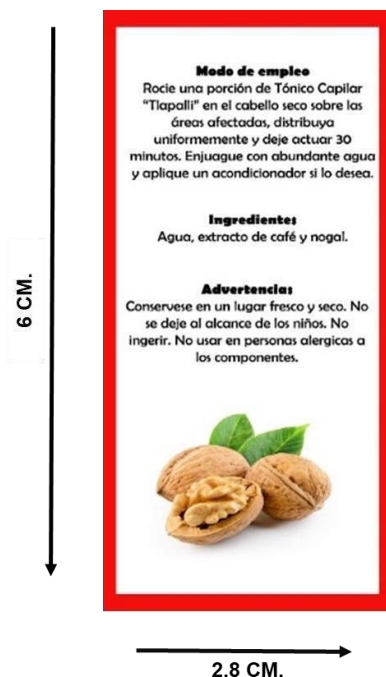 Modo de empleo
Rocie una porción de Tónico Capilar
"Tlapalli" en el cabello seco sobre las
áreas afectadas, distribuya
uniformemente y deje actuar 30
minutos. Enjuague con abundante agua
y aplique un acondicionador si lo desea.
Ingredientes
Agua, extracto de café y nogal.
Advertencias
Conservese en un lugar fresco y seco. No
se deje al alcance de los niños. No
ingerir. No usar en personas alergicas a
los componentes.
6 CM.
2.8 CM.